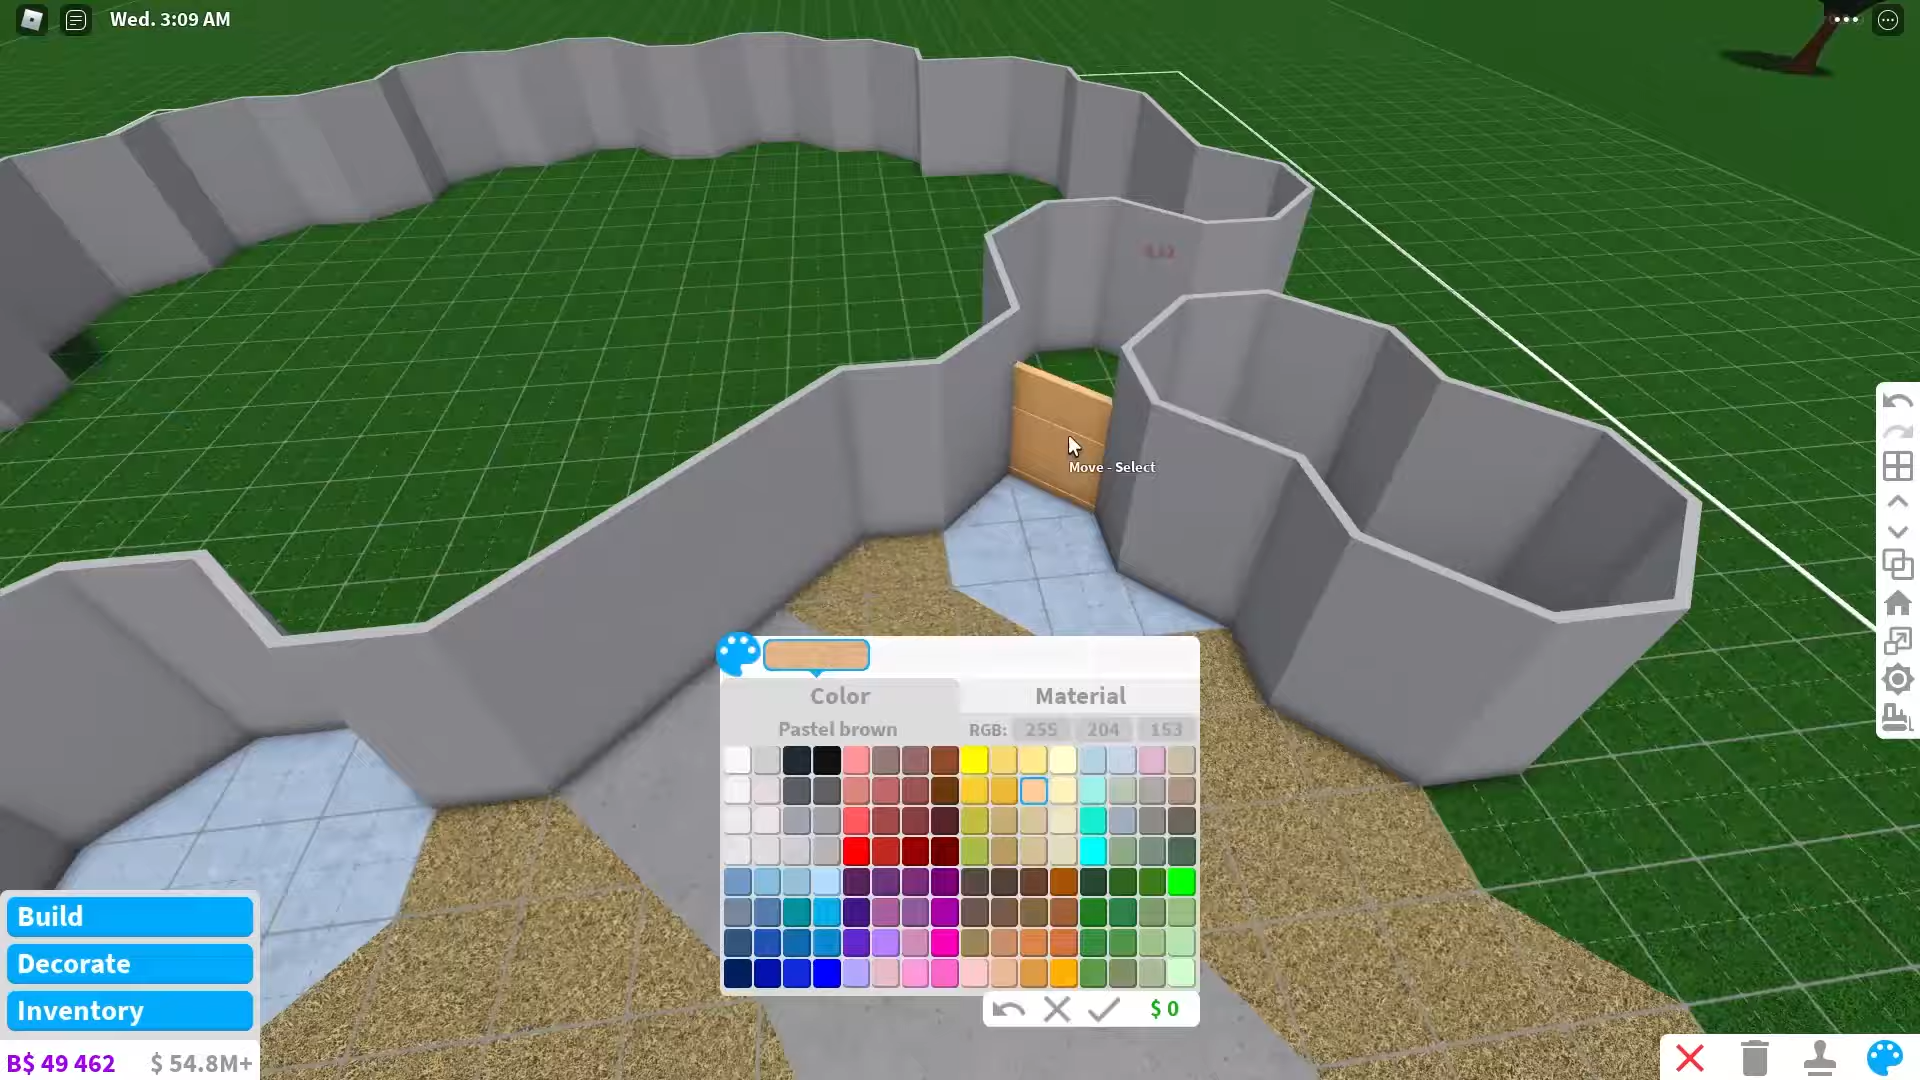 Wed. 3:09 AM
Move - Select
Color
Material
Pastel brown
RGB: 255 204 153
Build
Decorate
Inventory
$ 0
B$ 49 462
$ 54.8M+